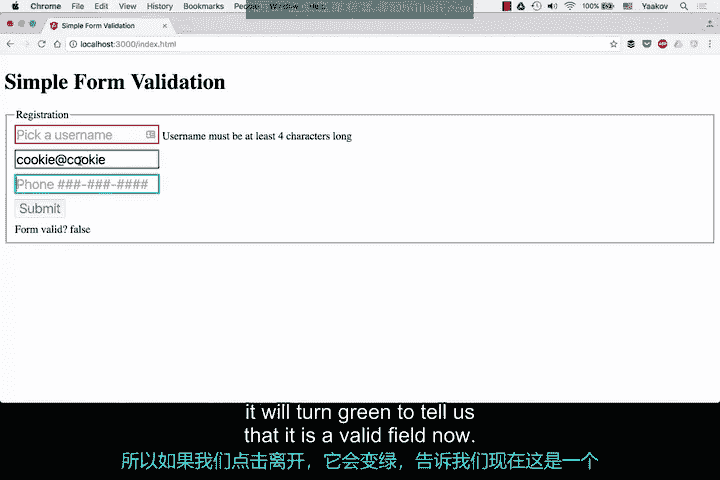 Chrome File Edit View History Bookmarks People Window Help 100% Yaakov
Simple Form Validation
localhost:3000/index.html
Simple Form Validation
Registration
Pick a username Username must be at least 4 characters long
cookie@cookie
Phone ###-###-####
Submit
Form valid? false
it will turn green to tell us
that it is a valid field now.
所以如果我们点击离开，它会变绿，告诉我们现在这是一个